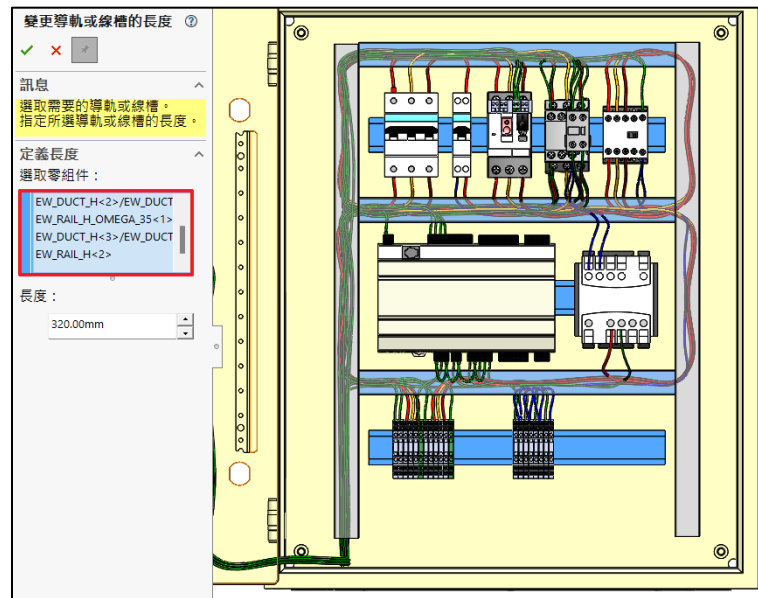 變更導軌或線槽的長度
訊息
選取需要的導軌或線槽。
指定所選導軌或線槽的長度。
定義長度
選取零組件：
EW_DUCT_H<2>/EW_DUCT
EW_RAIL_H_OMEGA_35<1>
EW_DUCT_H<3>/EW_DUCT
EW_RAIL_H<2>
長度：
320.00mm